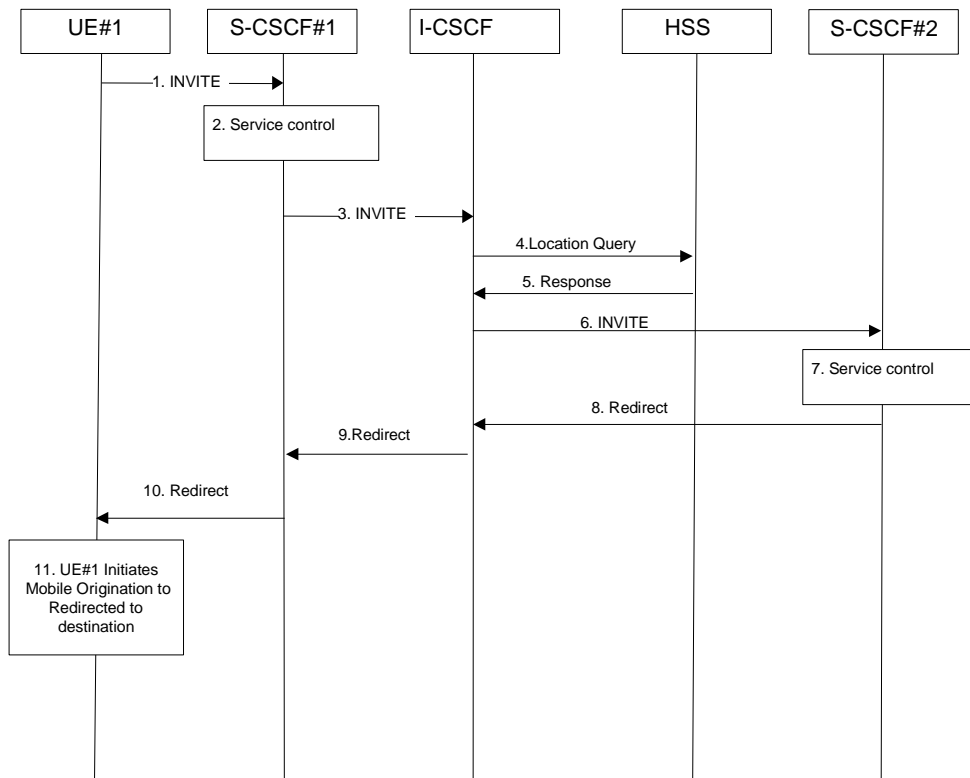 UE#1
S-CSCF#1
I-CSCF
HSS
S-CSCF#2
1. INVITE
2. Service control
3. INVITE
4.Location Query
5. Response
6. INVITE
7. Service control
8. Redirect
9.Redirect
10. Redirect
11. UE#1 Initiates
Mobile Origination to
Redirected to
destination